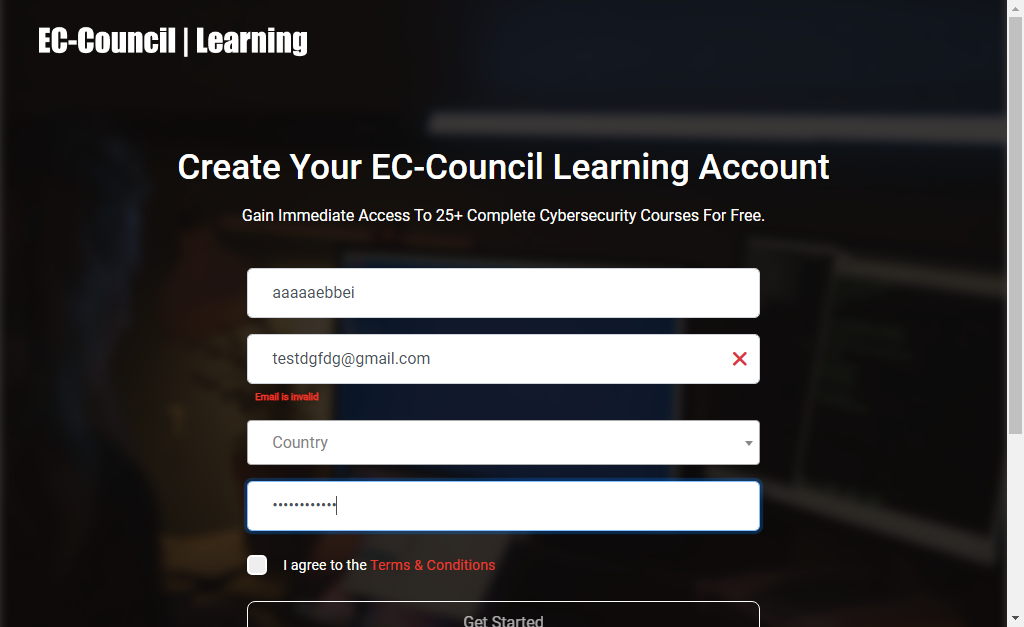 EC-Council | Learning
Create Your EC-Council Learning Account
Gain Immediate Access To 25+ Complete Cybersecurity Courses For Free.
aaaaaebbei
testdgfdg@gmail.com
Email is invalid
Country
••••••••••••
I agree to the Terms & Conditions
Get Started